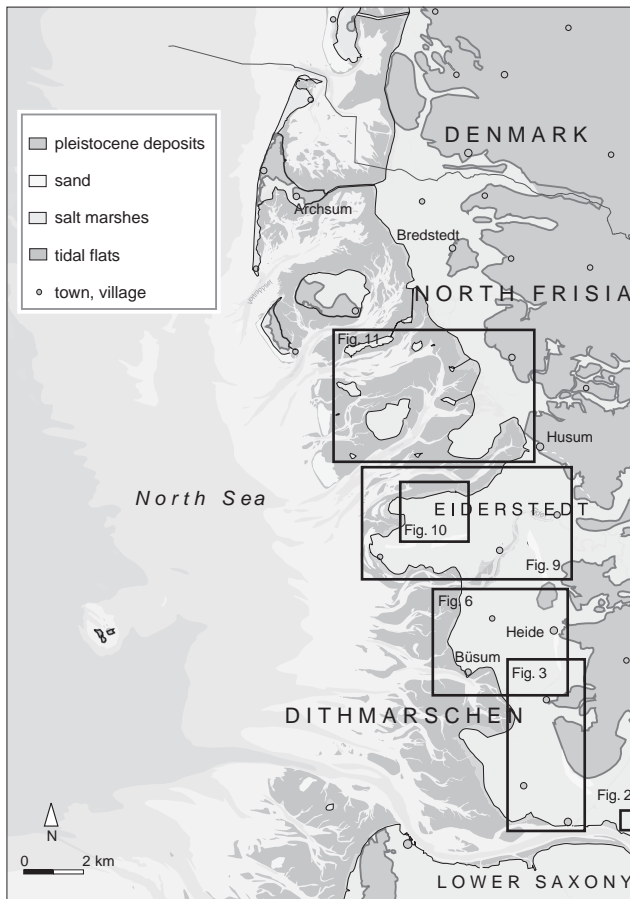 DENMARK
pleistocene deposits
sand
salt marshes
tidal flats
town, village
Archsum
Bredstedt
NORTH FRISIA
Fig. 11
Husum
North Sea
EIDERSTEDT
Fig. 10
Fig. 9
Fig. 6
Heide
Büsum
Fig. 3
DITHMARSCHEN
Fig. 2
N
0 2 km
LOWER SAXONY